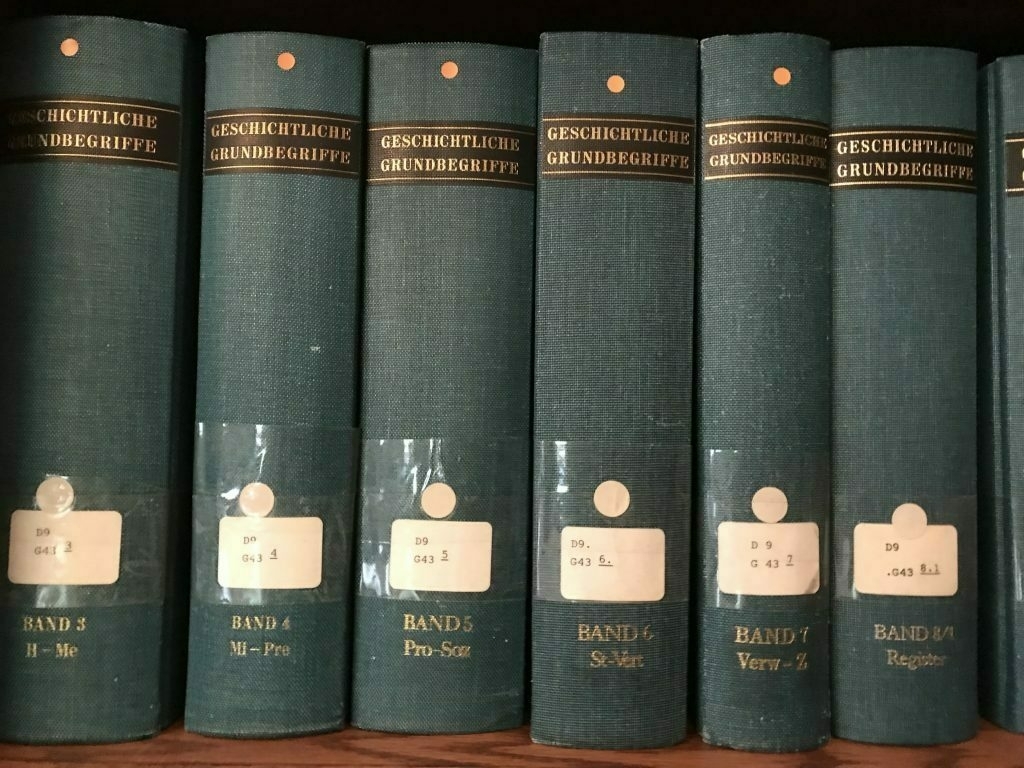 GESCHICHTLICHE
GRUNDBEGRIFFE
D9
G43 3
BAND 3
H – Me
GESCHICHTLICHE
GRUNDBEGRIFFE
D9
G43 4
BAND 4
Mi – Pre
GESCHICHTLICHE
GRUNDBEGRIFFE
D9
G43 5
BAND 5
Pro-Soz
GESCHICHTLICHE
GRUNDBEGRIFFE
D9.
G43 6.
BAND 6
St-Vert
GESCHICHTLICHE
GRUNDBEGRIFFE
D 9
G 43 7
BAND 7
Verw – Z
GESCHICHTLICHE
GRUNDBEGRIFFE
D9
.G43 8.1
BAND 8/1
Register